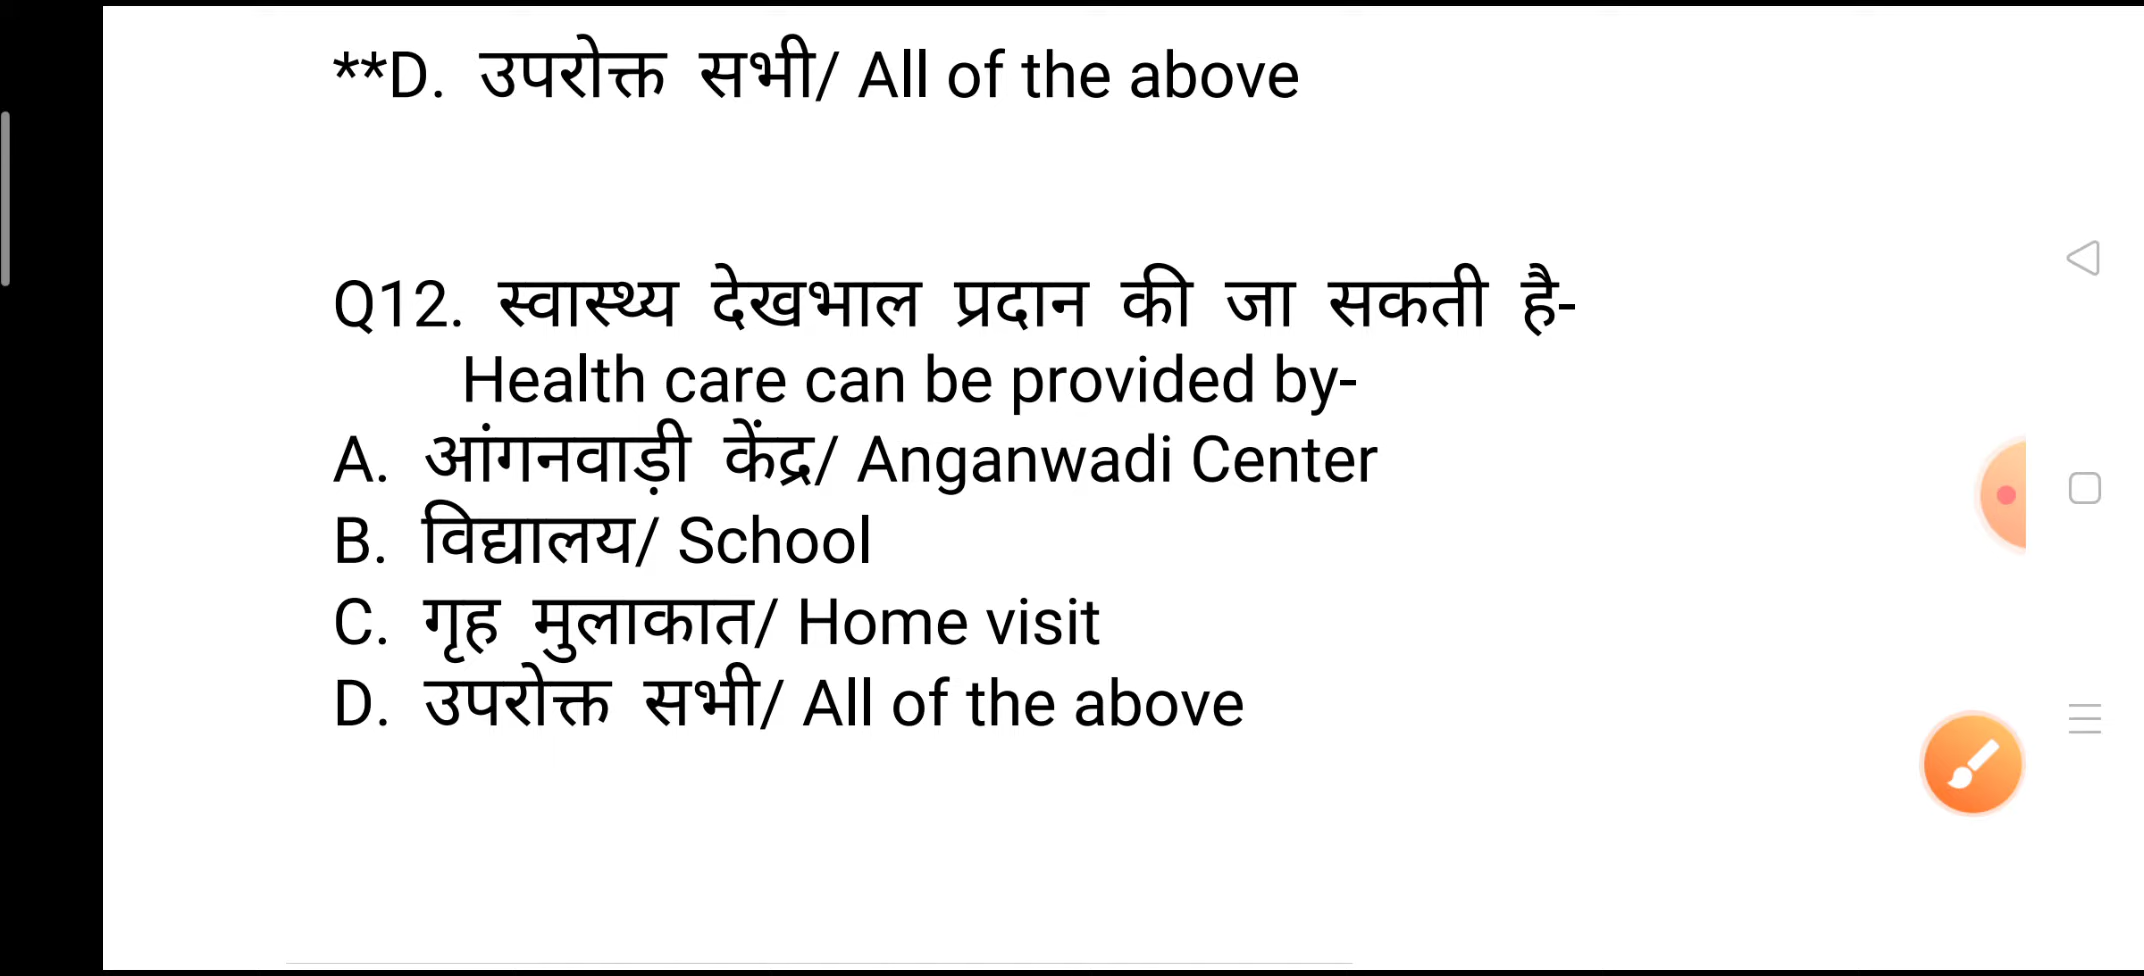 **D. उपरोक्त सभी/ All of the above
Q12. स्वास्थ्य देखभाल प्रदान की जा सकती है-
Health care can be provided by-
A. आंगनवाड़ी केंद्र/ Anganwadi Center
B. विद्यालय/ School
C. गृह मुलाकात/ Home visit
D. उपरोक्त सभी/ All of the above